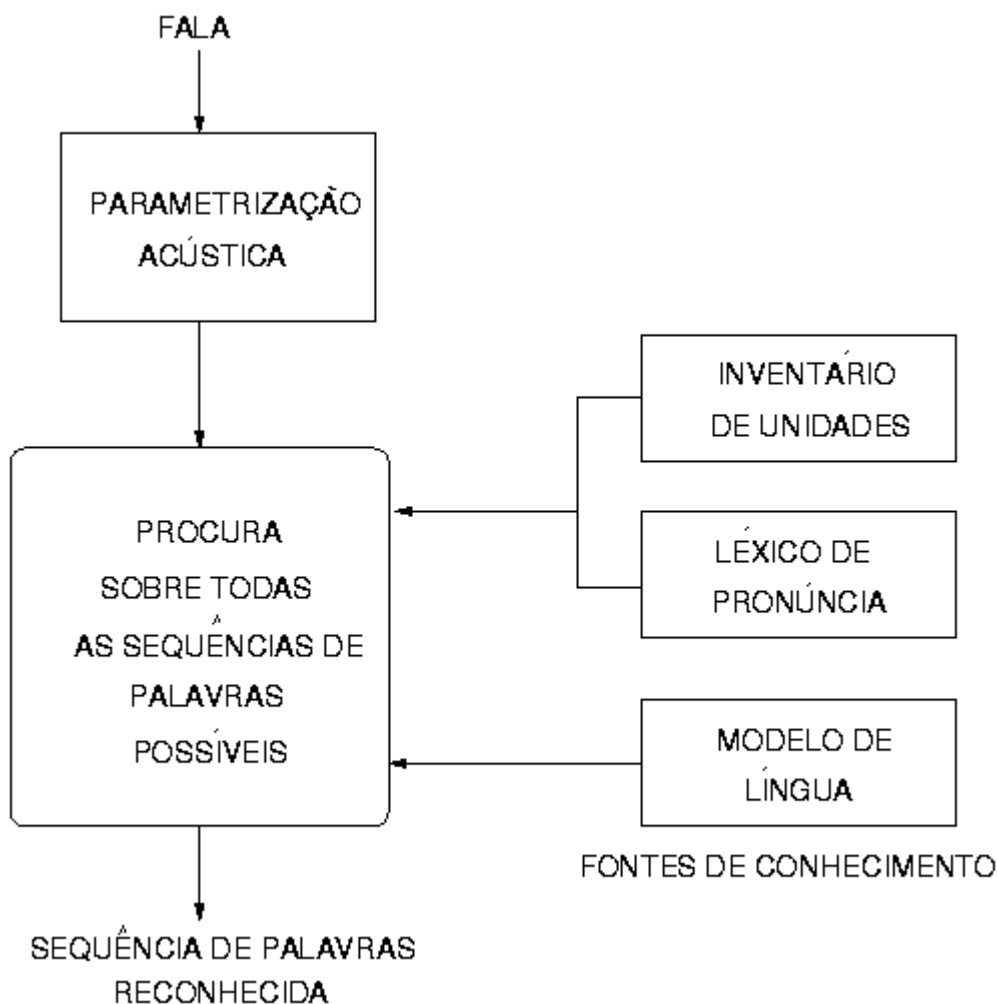 FALA
PARAMETRIZAÇÃO
ACÚSTICA
INVENTÁRIO
DE UNIDADES
PROCURA
SOBRE TODAS
AS SEQUÊNCIAS DE
PALAVRAS
POSSÍVEIS
LÉXICO DE
PRONÚNCIA
MODELO DE
LÍNGUA
FONTES DE CONHECIMENTO
SEQUÊNCIA DE PALAVRAS
RECONHECIDA